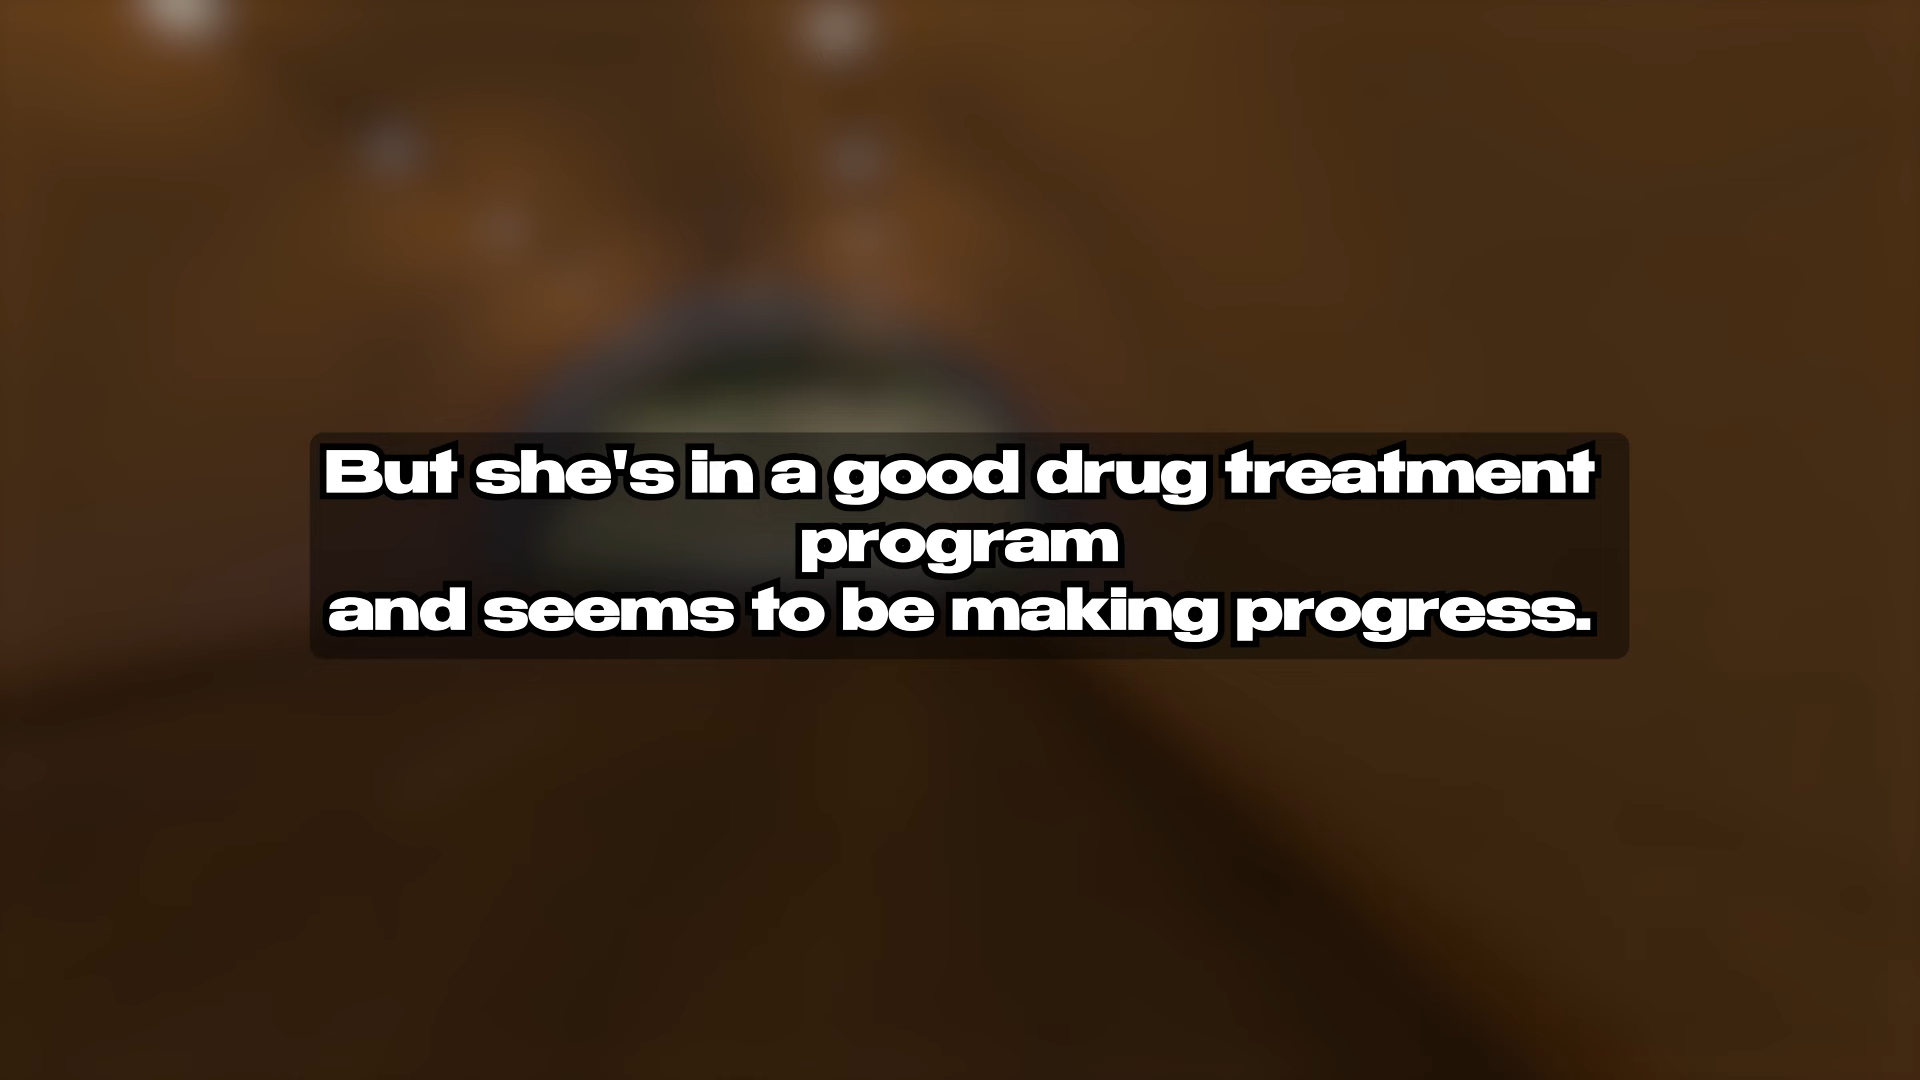 But she's in a good drug treatment
program
and seems to be making progress.